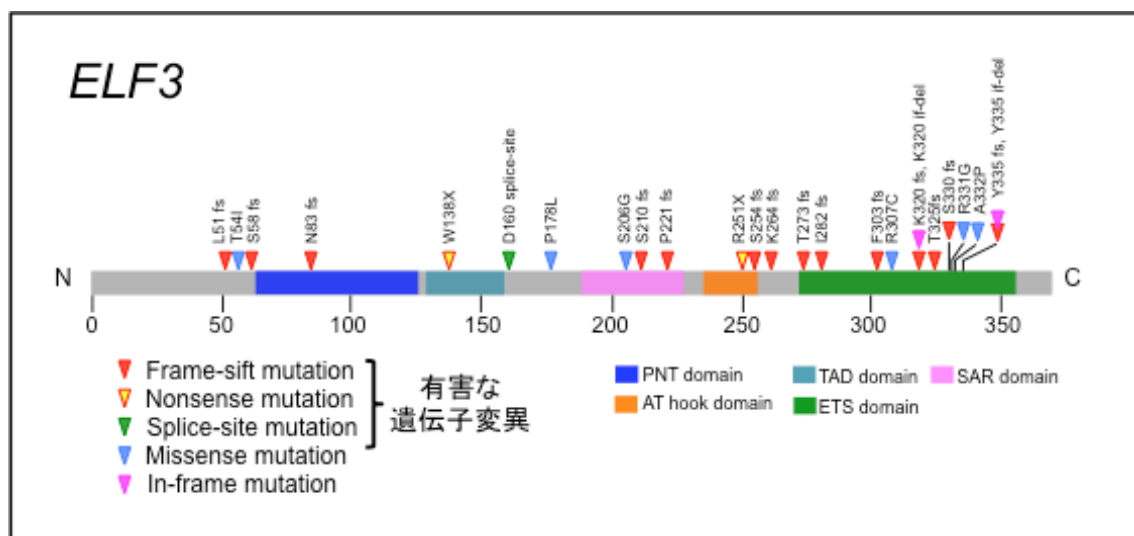 ELF3
L51 fs
T54I
S58 fs
N83 fs
W138X
D160 splice-site
P178L
S206G
S210 fs
P221 fs
R251X
S254 fs
K264 fs
T273 fs
I282 fs
F303 fs
R307C
K320 fs, K320 if-del
T325fs
S330 fs
R331G
A332P
Y335 fs, Y335 if-del
N
C
0 50 100 150 200 250 300 350
Frame-sift mutation
Nonsense mutation
Splice-site mutation
Missense mutation
In-frame mutation
有害な
遺伝子変異
PNT domain
TAD domain
SAR domain
AT hook domain
ETS domain